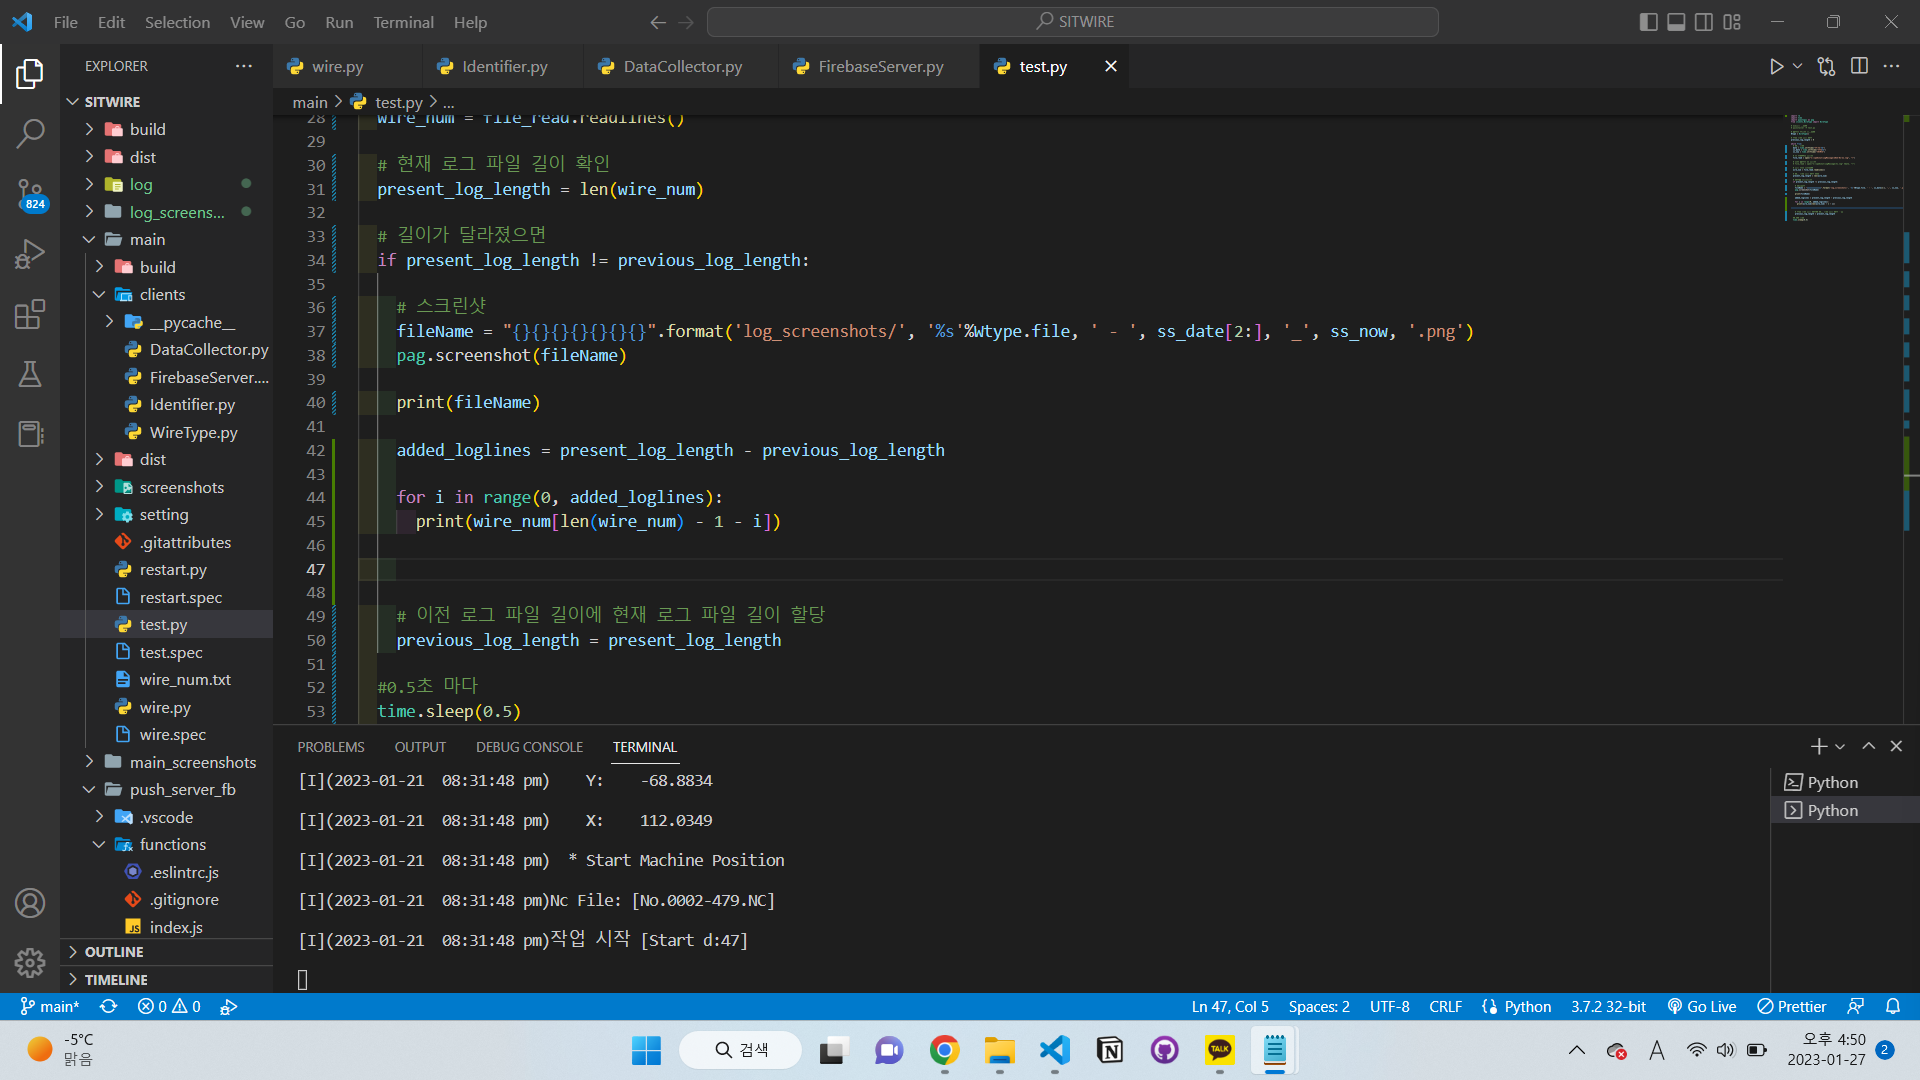 File Edit Selection View Go Run Terminal Help
SITWIRE
EXPLORER
wire.py
Identifier.py
DataCollector.py
FirebaseServer.py
test.py
main > test.py > ...
SITWIRE
build
dist
log
log_screens...
main
build
clients
__pycache__
DataCollector.py
FirebaseServer....
Identifier.py
WireType.py
dist
screenshots
setting
.gitattributes
restart.py
restart.spec
test.py
test.spec
wire_num.txt
wire.py
wire.spec
main_screenshots
push_server_fb
.vscode
functions
.eslintrc.js
.gitignore
index.js
OUTLINE
TIMELINE
824
28 wire_num = file_read.readlines()
29
30 # 현재 로그 파일 길이 확인
31 present_log_length = len(wire_num)
32
33 # 길이가 달라졌으면
34 if present_log_length != previous_log_length:
35
36 # 스크린샷
37 fileName = "{}{}{}{}{}{}{}".format('log_screenshots/', '%s'%Wtype.file, ' - ', ss_date[2:], '_', ss_now, '.png')
38 pag.screenshot(fileName)
39
40 print(fileName)
41
42 added_loglines = present_log_length - previous_log_length
43
44 for i in range(0, added_loglines):
45 print(wire_num[len(wire_num) - 1 - i])
46
47
48
49 # 이전 로그 파일 길이에 현재 로그 파일 길이 할당
50 previous_log_length = present_log_length
51
52 #0.5초 마다
53 time.sleep(0.5)
PROBLEMS OUTPUT DEBUG CONSOLE TERMINAL
[I](2023-01-21 08:31:48 pm) Y: -68.8834
[I](2023-01-21 08:31:48 pm) X: 112.0349
[I](2023-01-21 08:31:48 pm) * Start Machine Position
[I](2023-01-21 08:31:48 pm)Nc File: [No.0002-479.NC]
[I](2023-01-21 08:31:48 pm)작업 시작 [Start d:47]
Python
Python
main* 0 0
Ln 47, Col 5 Spaces: 2 UTF-8 CRLF Python 3.7.2 32-bit Go Live Prettier
-5°C
맑음
검색
TALK
A
오후 4:50
2023-01-27
2